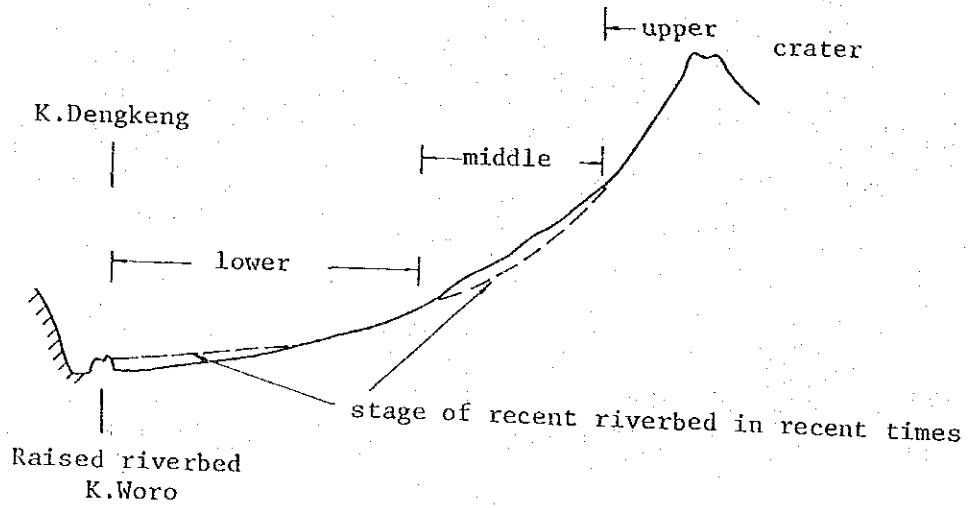 upper
crater
K.Dengkeng
middle
lower
stage of recent riverbed in recent times
Raised riverbed
K.Woro